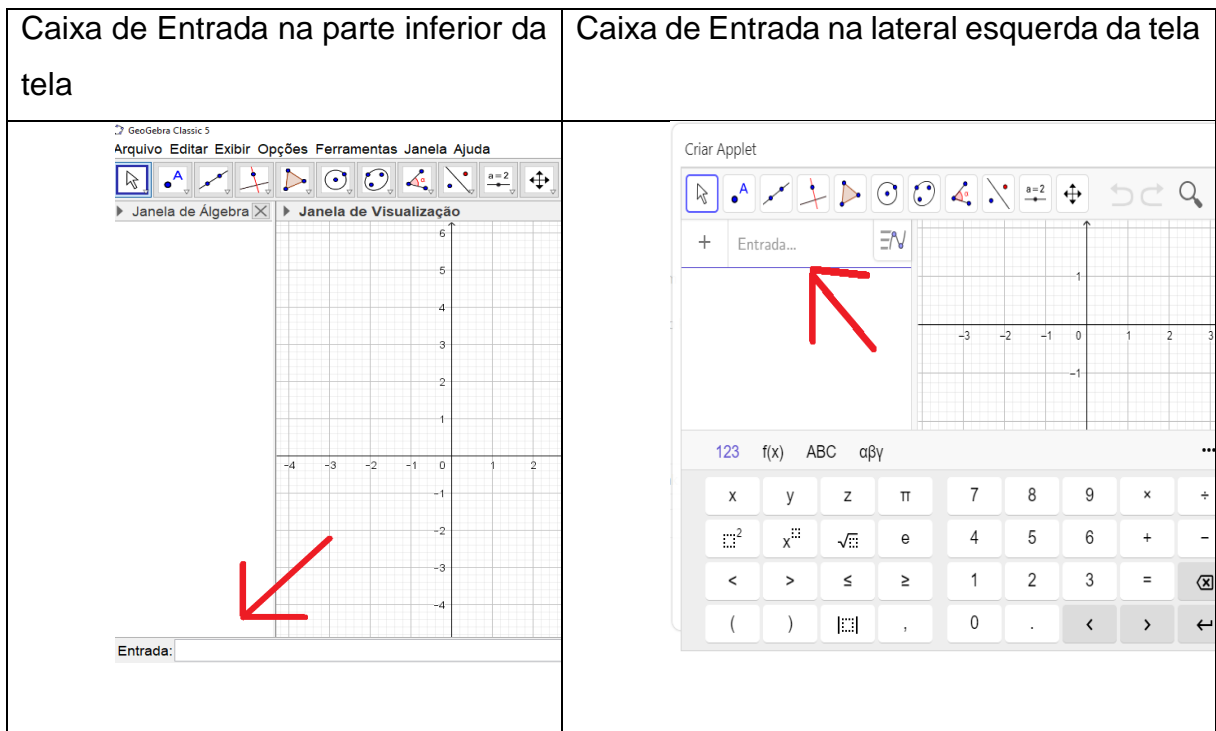 Caixa de Entrada na parte inferior da
tela
Caixa de Entrada na lateral esquerda da tela
GeoGebra Classic 5
Arquivo Editar Exibir Opções Ferramentas Janela Ajuda
A
a=2
Janela de Álgebra
Janela de Visualização
6
5
4
3
2
1
-4 -3 -2 -1 0 1 2
-1
-2
-3
-4
Entrada:
Criar Applet
A
a=2
+ Entrada...
1
-3 -2 -1 0 1 2 3
-1
123 f(x) ABC αβγ
x y z π 7 8 9 × ÷
² x √ e 4 5 6 + −
< > ≤ ≥ 1 2 3 =
( ) | | , 0 . < >